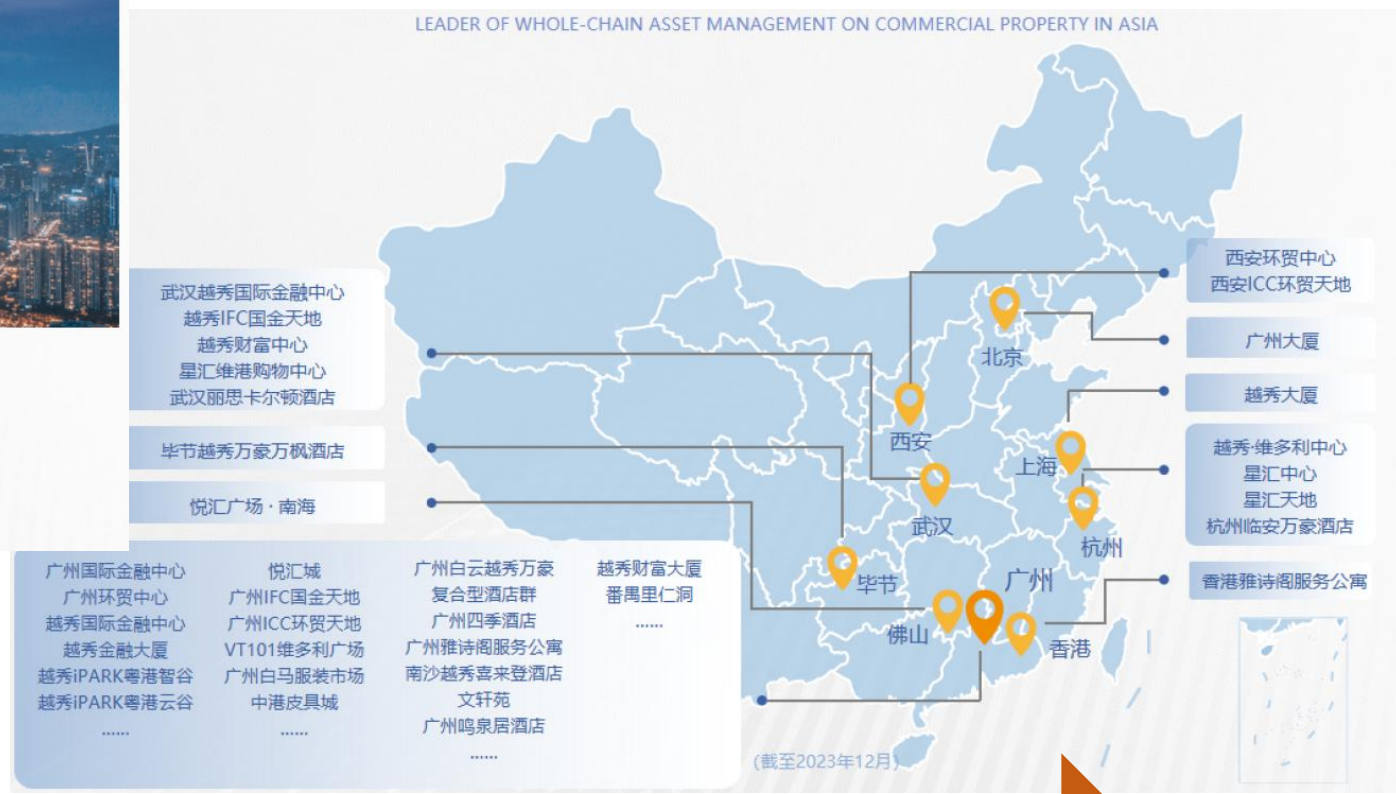 LEADER OF WHOLE-CHAIN ASSET MANAGEMENT ON COMMERCIAL PROPERTY IN ASIA
武汉越秀国际金融中心
越秀IFC国金天地
越秀财富中心
星汇维港购物中心
武汉丽思卡尔顿酒店
毕节越秀万豪万枫酒店
悦汇广场·南海
广州国际金融中心
广州环贸中心
越秀国际金融中心
越秀金融大厦
越秀iPARK粤港智谷
越秀iPARK粤港云谷
......
悦汇城
广州IFC国金天地
广州ICC环贸天地
VT101维多利广场
广州白马服装市场
中港皮具城
......
广州白云越秀万豪
复合型酒店群
广州四季酒店
广州雅诗阁服务公寓
南沙越秀喜来登酒店
文轩苑
广州鸣泉居酒店
......
越秀财富大厦
番禺里仁洞
......
西安环贸中心
西安ICC环贸天地
广州大厦
越秀大厦
越秀·维多利中心
星汇中心
星汇天地
杭州临安万豪酒店
香港雅诗阁服务公寓
北京
西安
上海
武汉
杭州
毕节
广州
佛山
香港
(截至2023年12月)